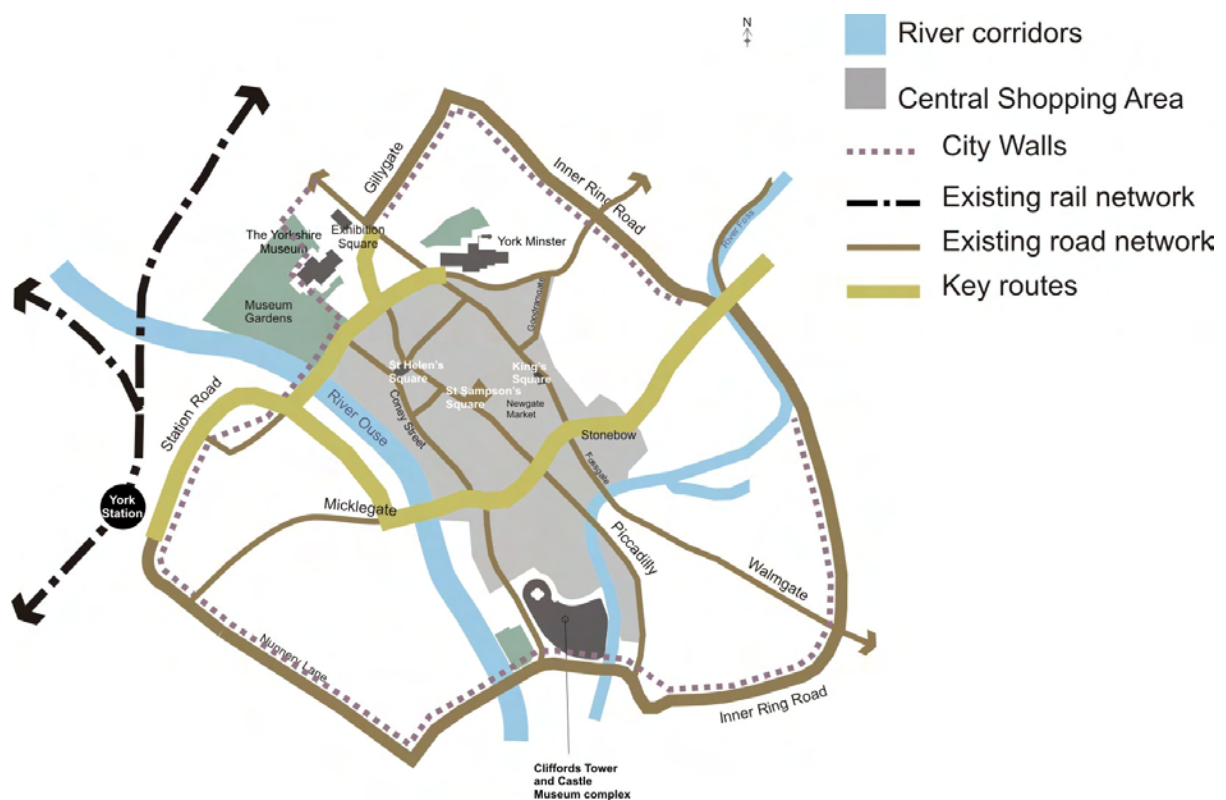 N
River corridors
Central Shopping Area
City Walls
Existing rail network
Existing road network
Key routes
Gillygate
Inner Ring Road
River Foss
The Yorkshire
Museum
Exhibition
Square
York Minster
Museum
Gardens
Goodramgate
St Helen's
Square
King's
Square
St Sampson's
Square
Newgate
Market
Station Road
River Ouse
Coney Street
Stonebow
Fossgate
York
Station
Micklegate
Piccadilly
Walmgate
Nunnery Lane
Inner Ring Road
Cliffords Tower
and Castle
Museum complex